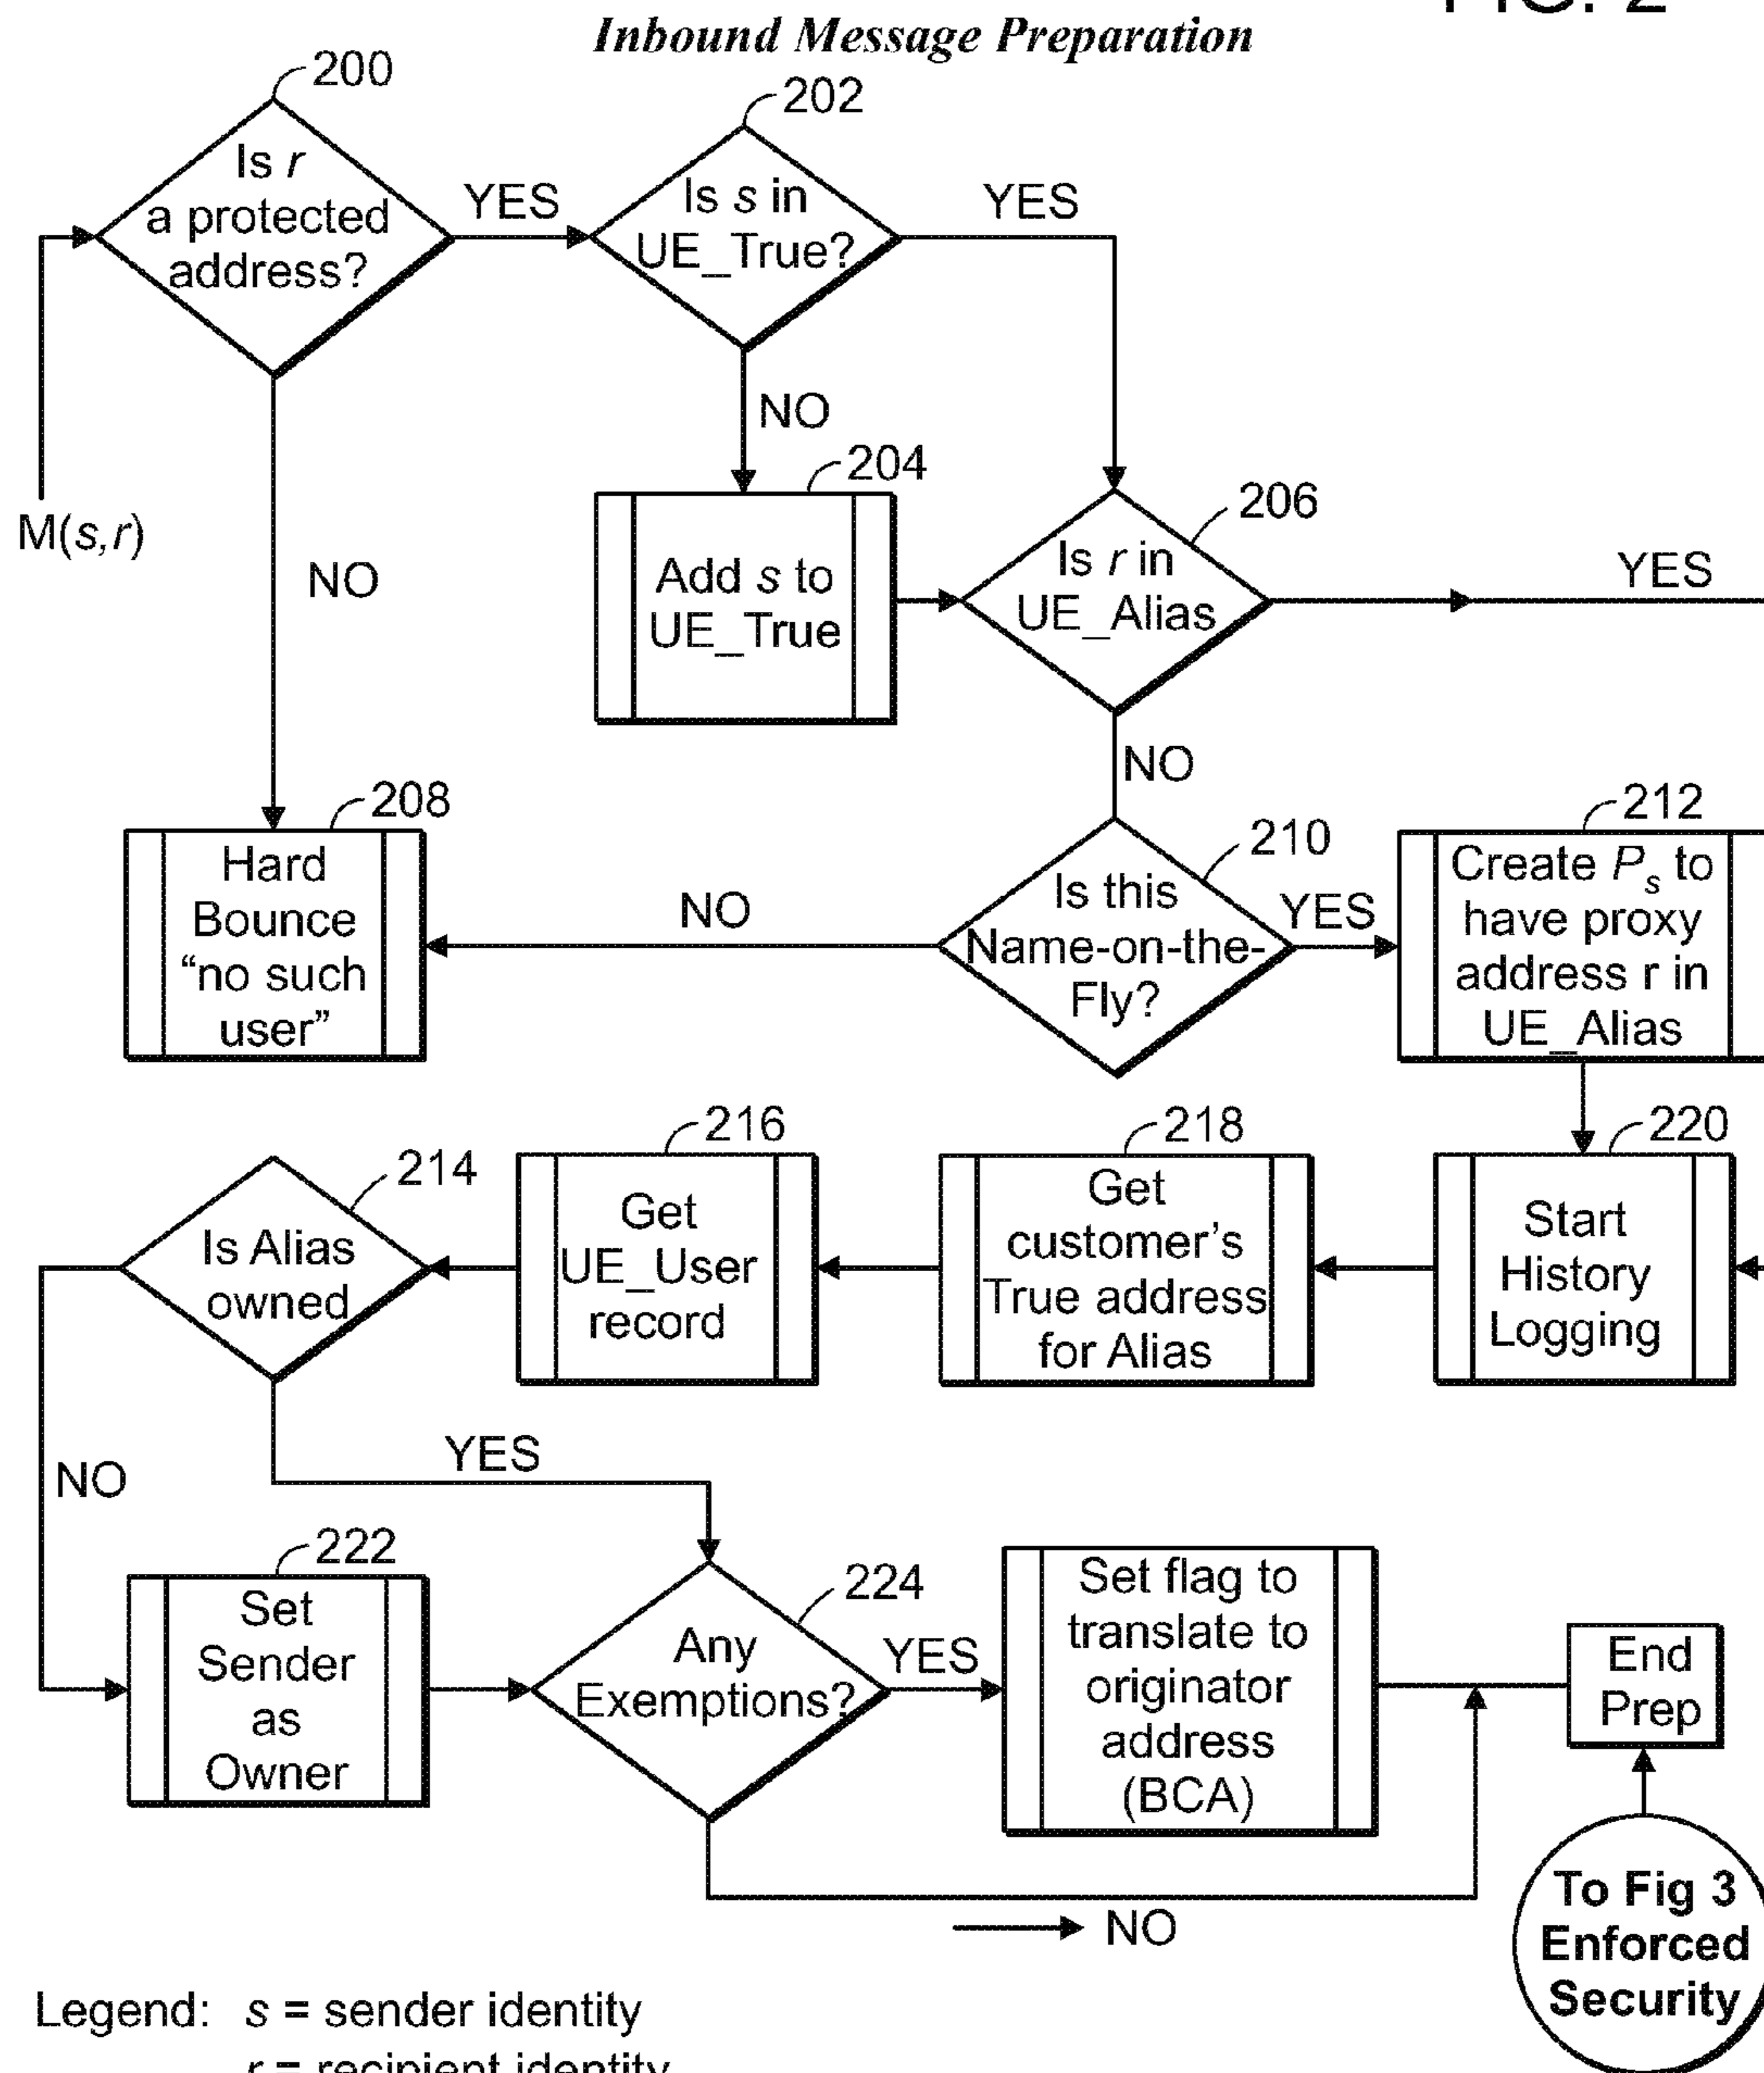 FIG. 2
Inbound Message Preparation
200
Is r
a protected
address?
YES
202
Is s in
UE_True?
YES
NO
M(s,r)
NO
204
Add s to
UE_True
206
Is r in
UE_Alias
YES
NO
208
Hard
Bounce
“no such
user”
NO
210
Is this
Name-on-the-
Fly?
YES
212
Create Ps to
have proxy
address r in
UE_Alias
214
Is Alias
owned
216
Get
UE_User
record
218
Get
customer’s
True address
for Alias
220
Start
History
Logging
NO
YES
222
Set
Sender
as
Owner
224
Any
Exemptions?
YES
Set flag to
translate to
originator
address
(BCA)
End
Prep
NO
To Fig 3
Enforced
Security
Legend: s = sender identity
r = recipient identity